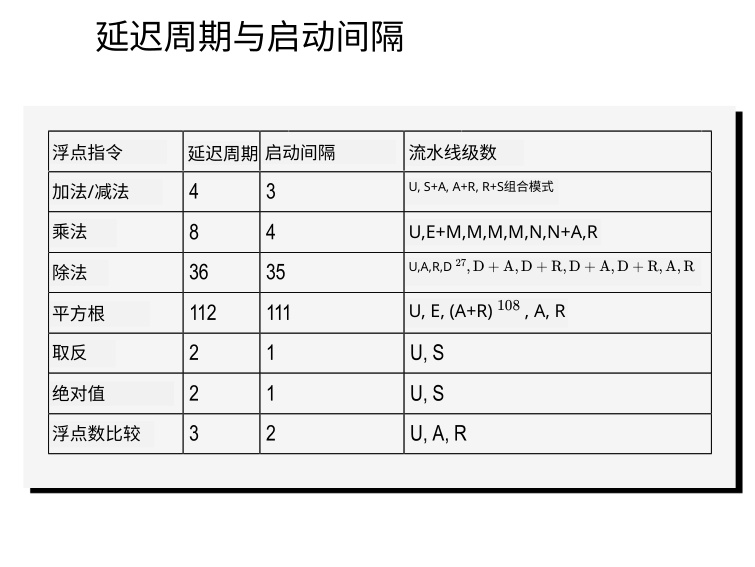 延迟周期与启动间隔
浮点指令 延迟周期 启动间隔 流水线级数
加法/减法 4 3 U, S+A, A+R, R+S组合模式
乘法 8 4 U,E+M,M,M,M,N,N+A,R
除法 36 35 U,A,R,D ²⁷, D + A, D + R, D + A, D + R, A, R
平方根 112 111 U, E, (A+R) ¹⁰⁸ , A, R
取反 2 1 U, S
绝对值 2 1 U, S
浮点数比较 3 2 U, A, R